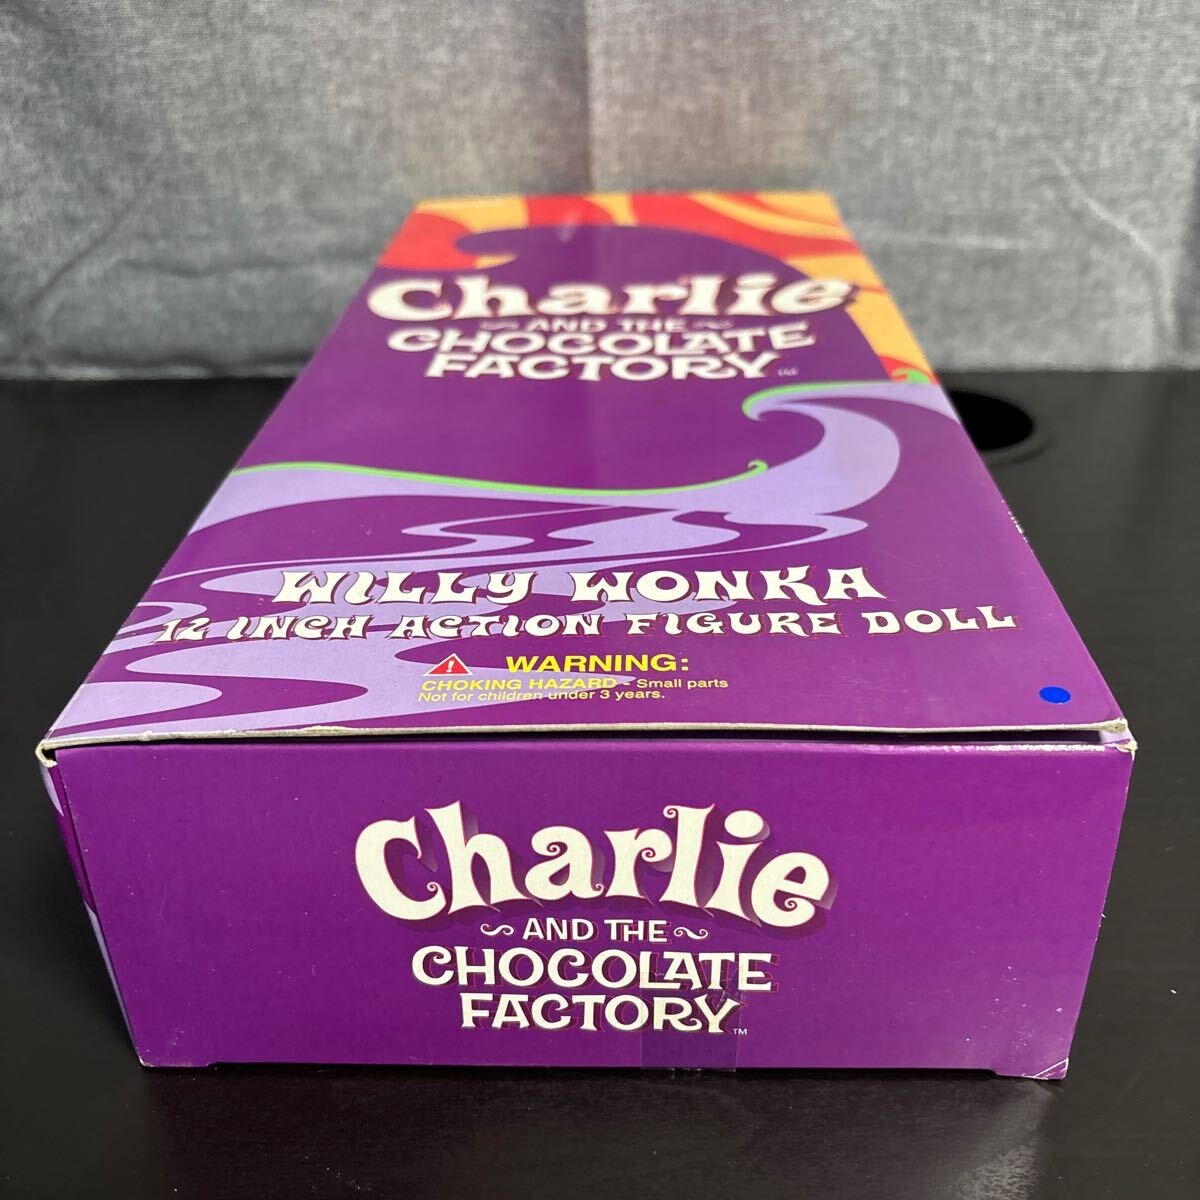 Charlie
AND THE
CHOCOLATE
FACTORY
WILLY WONKA
12 INCH ACTION FIGURE DOLL
! WARNING:
CHOKING HAZARD - Small parts
Not for children under 3 years.
Charlie
~ AND THE ~
CHOCOLATE
FACTORY™